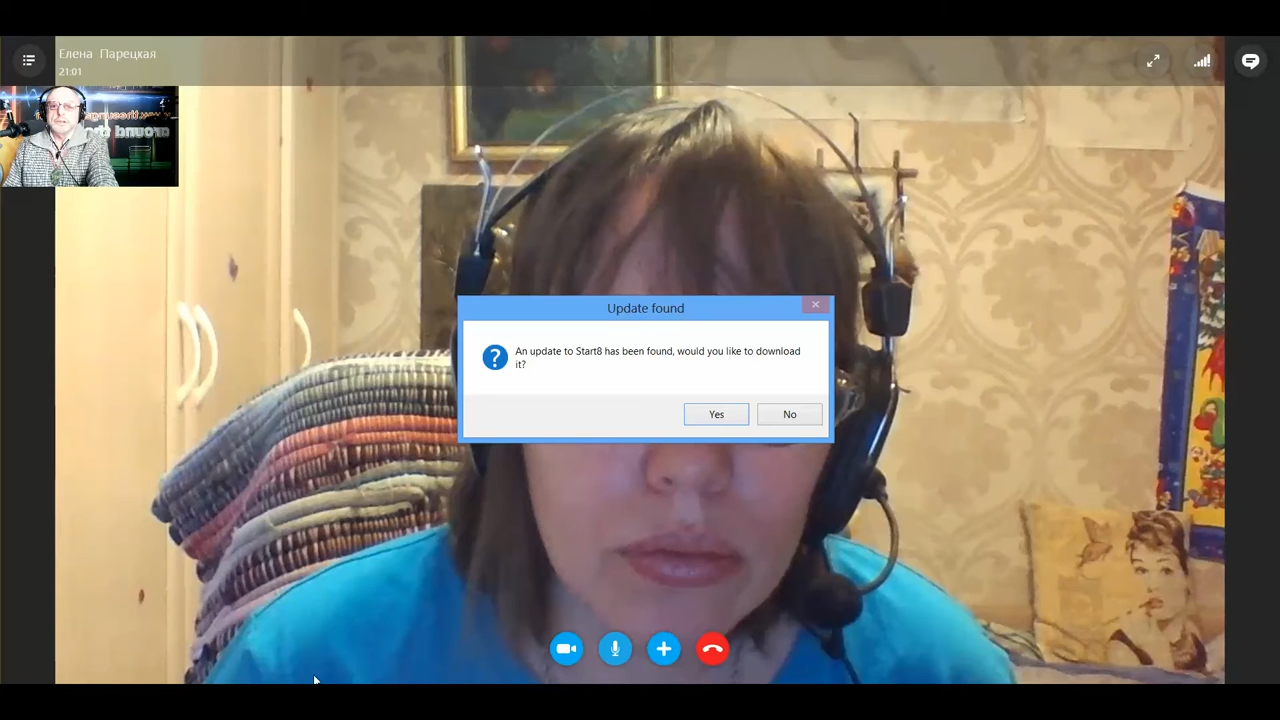 Елена Парецкая
21:01
Update found
An update to Start8 has been found, would you like to download
it?
Yes
No